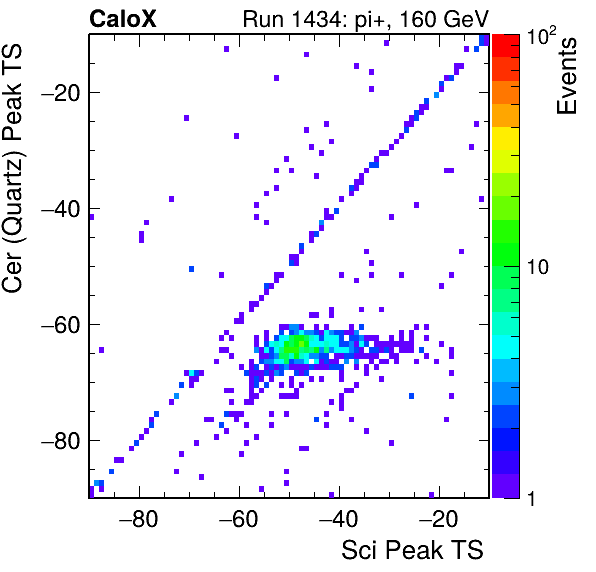 CaloX Run 1434: pi+, 160 GeV
Cer (Quartz) Peak TS
−20
−40
−60
−80
−80 −60 −40 −20
Sci Peak TS
10²
10
1
Events